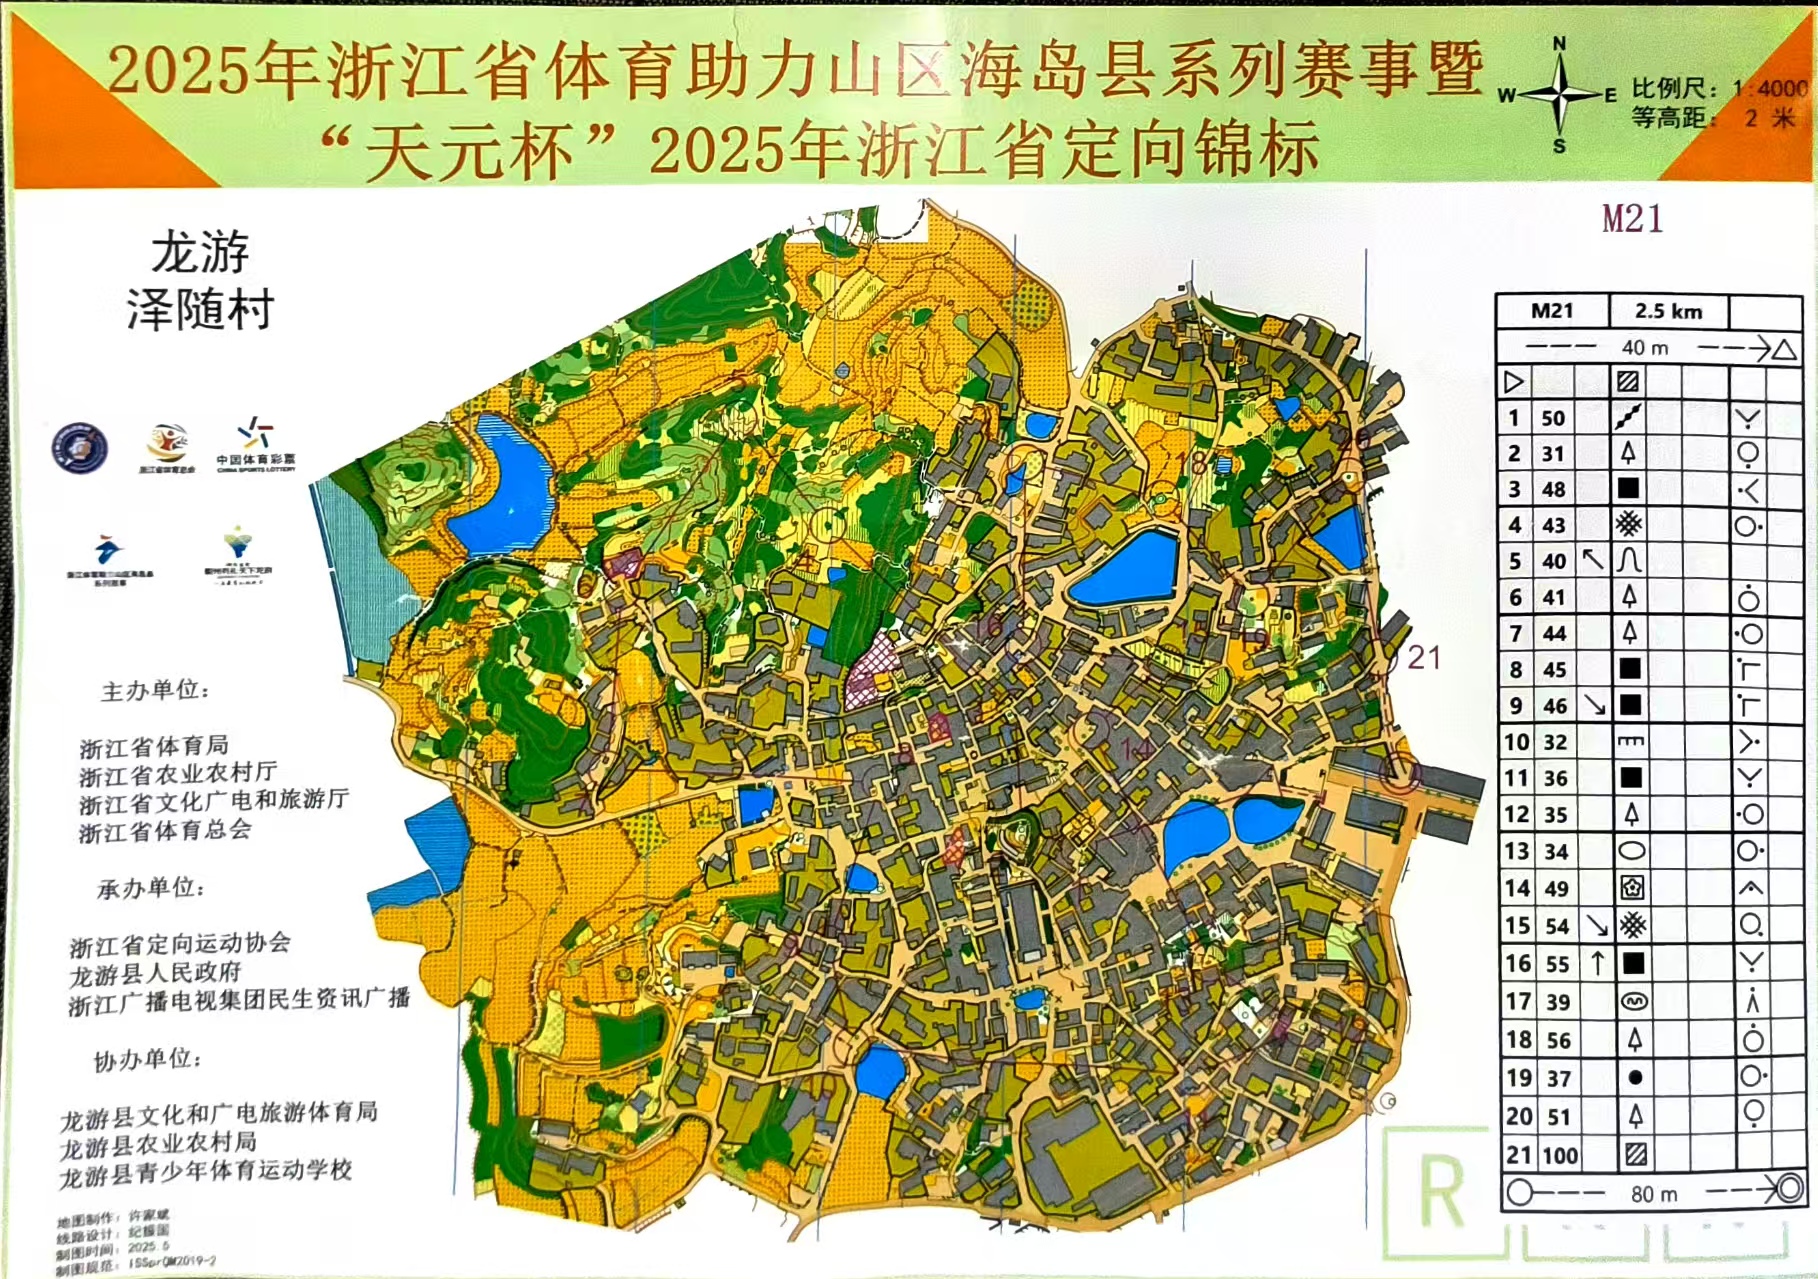 2025年浙江省体育助力山区海岛县系列赛事暨
“天元杯”2025年浙江省定向锦标
N
W
E
S
比例尺: 1:4000
等高距: 2 米
龙游
泽随村
M21
浙江省体育总会
中国体育彩票
CHINA SPORTS LOTTERY
主办单位:
浙江省体育局
浙江省农业农村厅
浙江省文化广电和旅游厅
浙江省体育总会
承办单位:
浙江省定向运动协会
龙游县人民政府
浙江广播电视集团民生资讯广播
协办单位:
龙游县文化和广电旅游体育局
龙游县农业农村局
龙游县青少年体育运动学校
地图制作: 许家斌
制图时间: 2025.5
制图规范: ISSprOM2019-2
4
16
18
14
19
21
M21 2.5 km
40 m
1 50
2 31
3 48
4 43
5 40
6 41
7 44
8 45
9 46
10 32
11 36
12 35
13 34
14 49
15 54
16 55
17 39
18 56
19 37
20 51
21 100
80 m
R